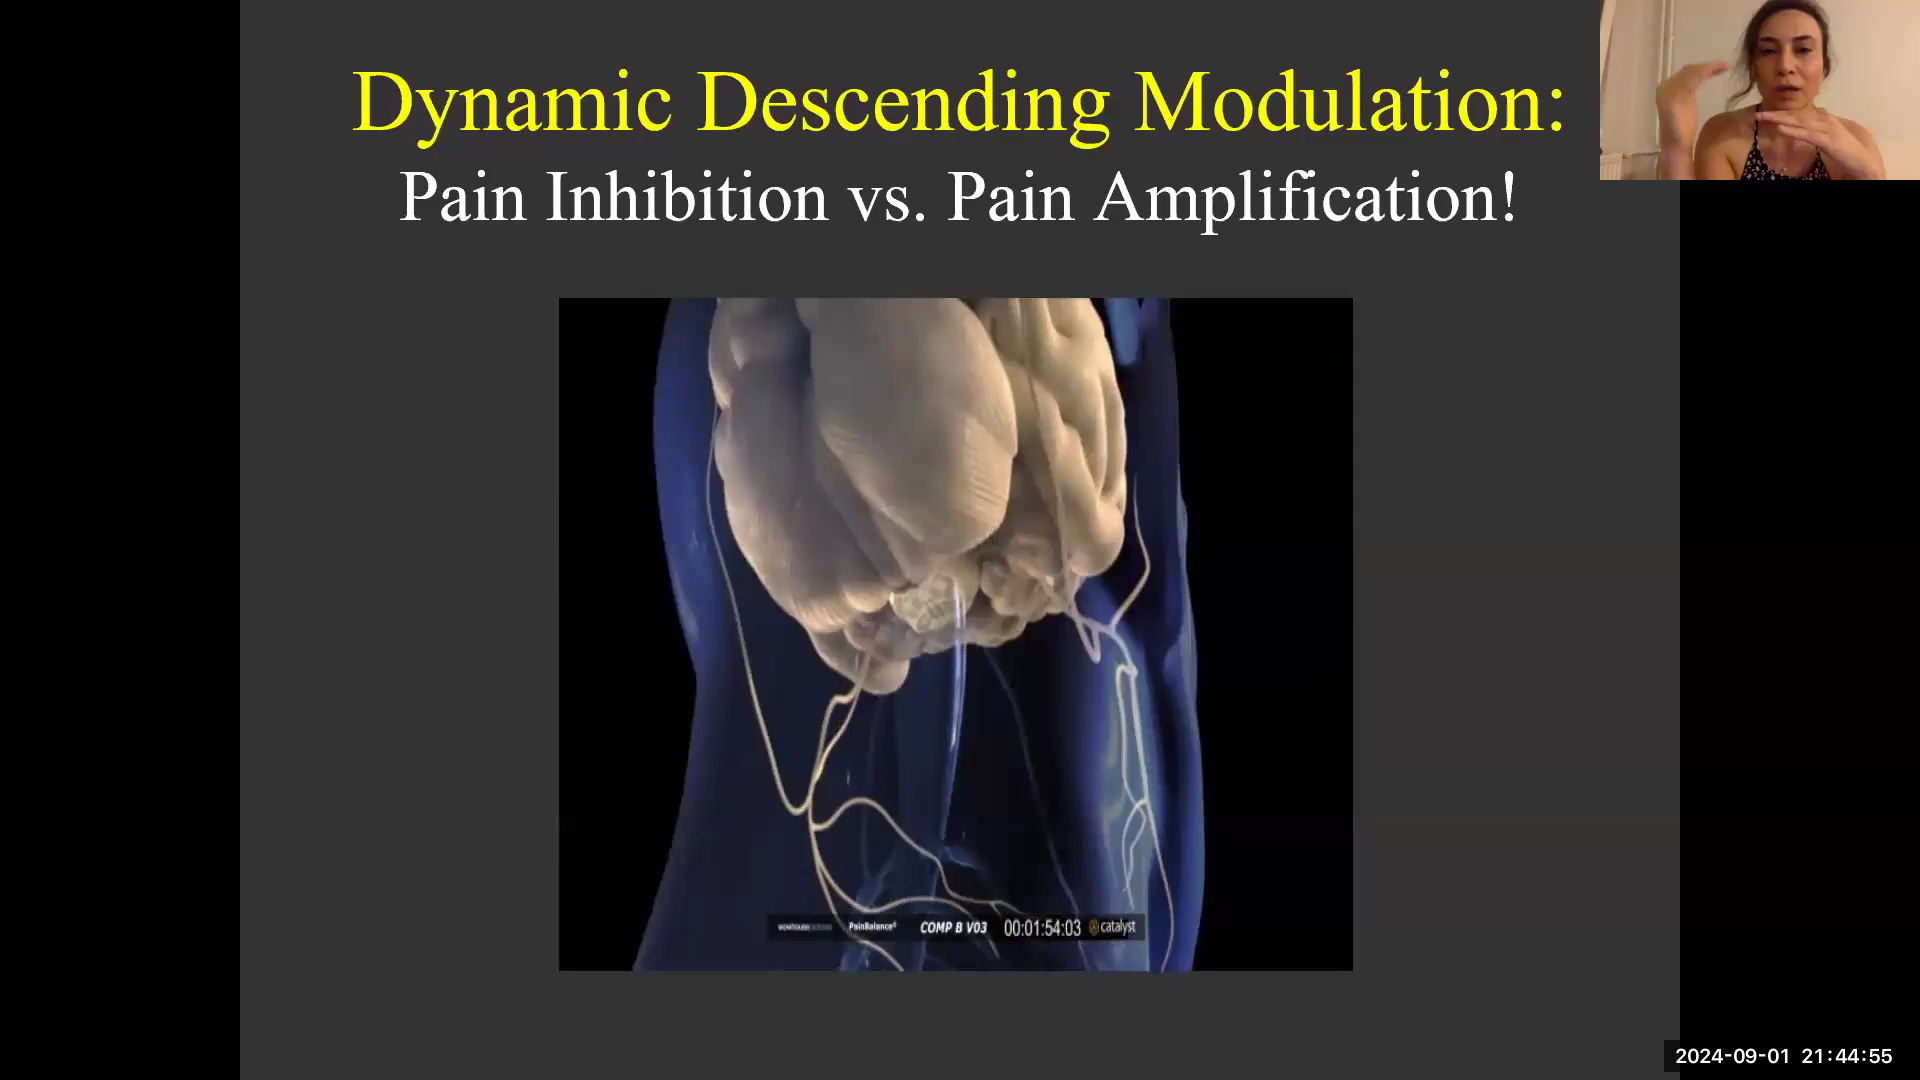 Dynamic Descending Modulation:
Pain Inhibition vs. Pain Amplification!
PainBalance COMP B V03 00:01:54:03 catalyst
2024-09-01 21:44:55